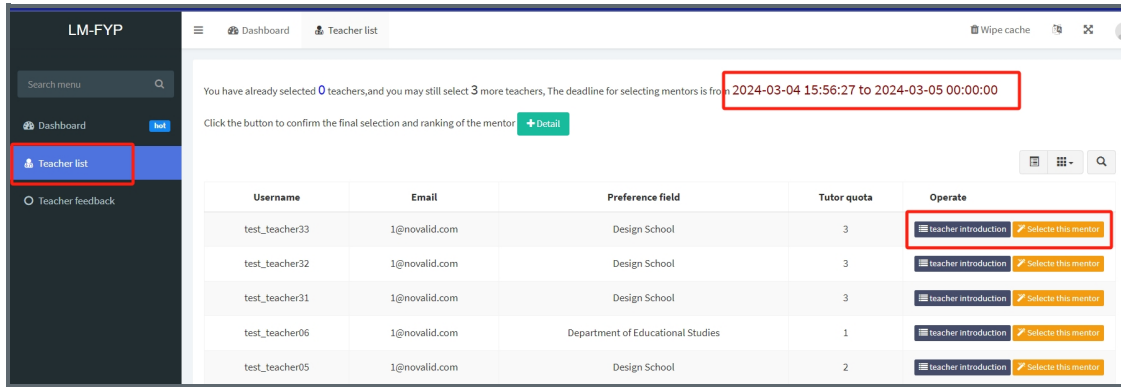 LM-FYP
Dashboard
Teacher list
Wipe cache
Search menu
You have already selected 0 teachers,and you may still select 3 more teachers, The deadline for selecting mentors is from 2024-03-04 15:56:27 to 2024-03-05 00:00:00
Dashboard hot
Click the button to confirm the final selection and ranking of the mentor +Detail
Teacher list
Teacher feedback
Username Email Preference field Tutor quota Operate
test_teacher33 1@novalid.com Design School 3 teacher introduction Selecte this mentor
test_teacher32 1@novalid.com Design School 3 teacher introduction Selecte this mentor
test_teacher31 1@novalid.com Design School 3 teacher introduction Selecte this mentor
test_teacher06 1@novalid.com Department of Educational Studies 1 teacher introduction Selecte this mentor
test_teacher05 1@novalid.com Design School 2 teacher introduction Selecte this mentor